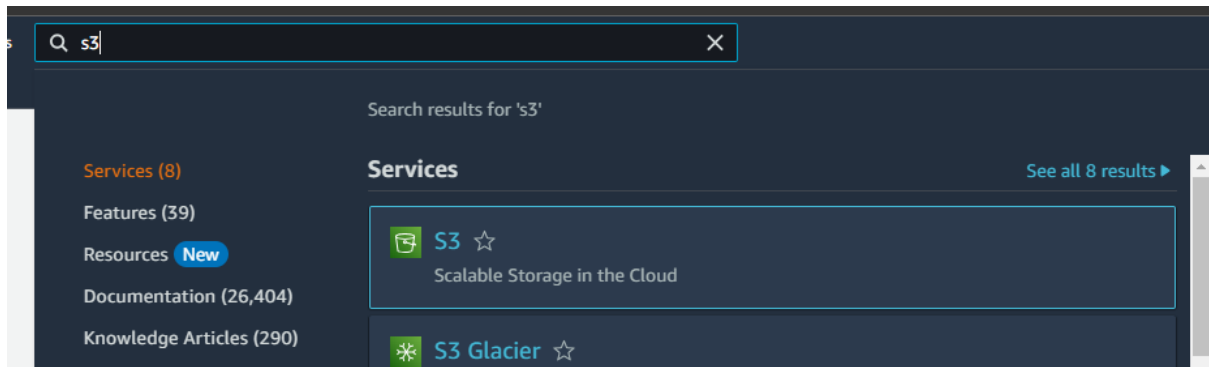 s
s3
Search results for 's3'
Services (8)
Features (39)
Resources New
Documentation (26,404)
Knowledge Articles (290)
Services
See all 8 results
S3
Scalable Storage in the Cloud
S3 Glacier